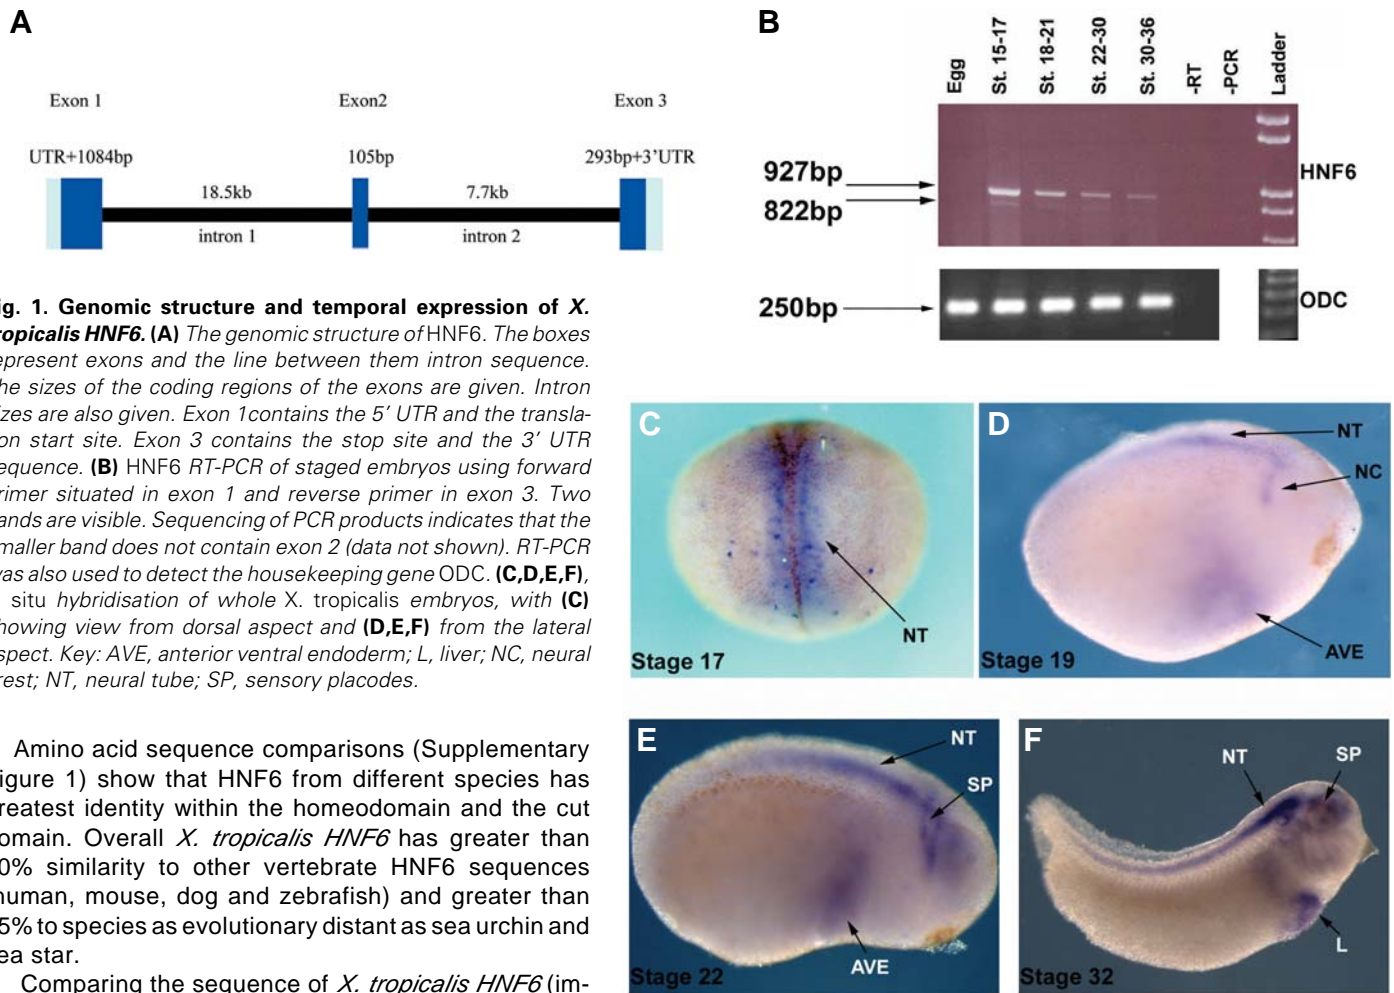 A
Exon 1
Exon2
Exon 3
UTR+1084bp
105bp
293bp+3'UTR
18.5kb
7.7kb
intron 1
intron 2
B
Egg
St. 15-17
St. 18-21
St. 22-30
St. 30-36
-RT
-PCR
Ladder
927bp
822bp
HNF6
250bp
ODC
ig. 1. Genomic structure and temporal expression of X.
ropicalis HNF6. (A) The genomic structure of HNF6. The boxes
epresent exons and the line between them intron sequence.
he sizes of the coding regions of the exons are given. Intron
izes are also given. Exon 1contains the 5' UTR and the transla-
on start site. Exon 3 contains the stop site and the 3' UTR
equence. (B) HNF6 RT-PCR of staged embryos using forward
rimer situated in exon 1 and reverse primer in exon 3. Two
ands are visible. Sequencing of PCR products indicates that the
maller band does not contain exon 2 (data not shown). RT-PCR
as also used to detect the housekeeping gene ODC. (C,D,E,F),
situ hybridisation of whole X. tropicalis embryos, with (C)
howing view from dorsal aspect and (D,E,F) from the lateral
spect. Key: AVE, anterior ventral endoderm; L, liver; NC, neural
rest; NT, neural tube; SP, sensory placodes.
Amino acid sequence comparisons (Supplementary
igure 1) show that HNF6 from different species has
reatest identity within the homeodomain and the cut
omain. Overall X. tropicalis HNF6 has greater than
0% similarity to other vertebrate HNF6 sequences
human, mouse, dog and zebrafish) and greater than
5% to species as evolutionary distant as sea urchin and
ea star.
Comparing the sequence of X. tropicalis HNF6 (im-
C
NT
Stage 17
D
NT
NC
AVE
Stage 19
E
NT
SP
AVE
Stage 22
F
NT
SP
L
Stage 32